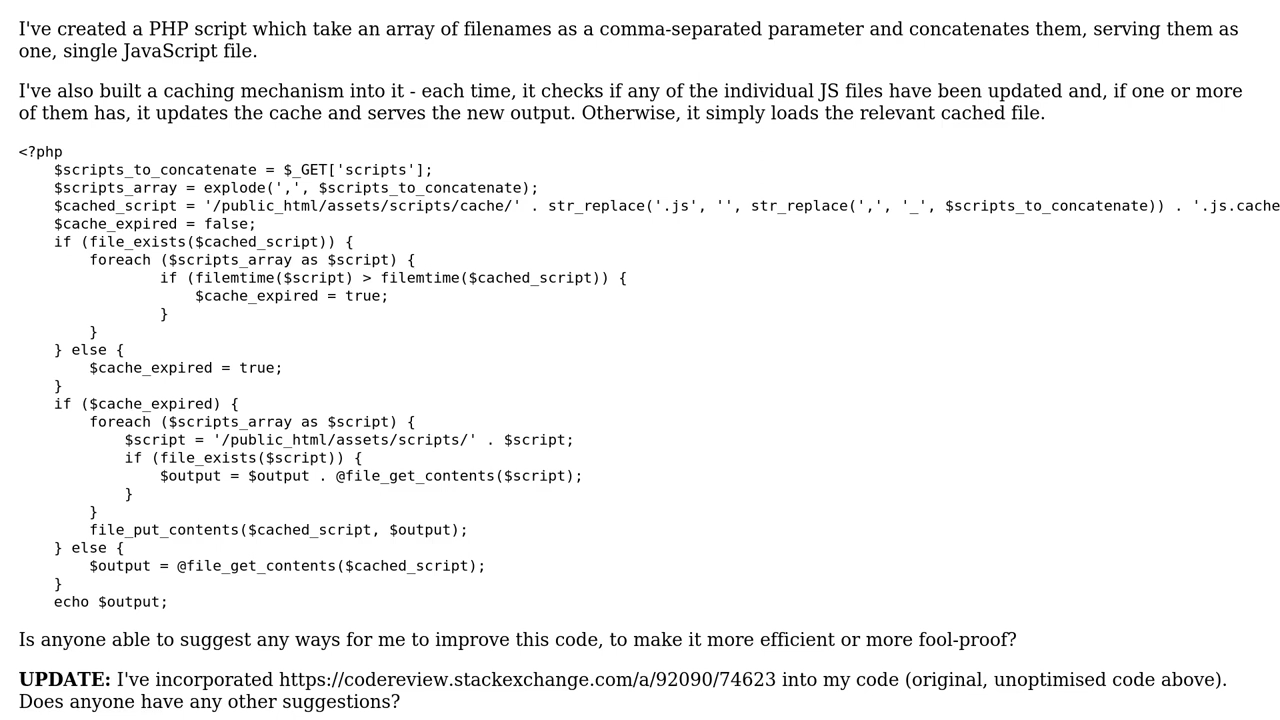 I've created a PHP script which take an array of filenames as a comma-separated parameter and concatenates them, serving them as
one, single JavaScript file.
I've also built a caching mechanism into it - each time, it checks if any of the individual JS files have been updated and, if one or more
of them has, it updates the cache and serves the new output. Otherwise, it simply loads the relevant cached file.
<?php
    $scripts_to_concatenate = $_GET['scripts'];
    $scripts_array = explode(',', $scripts_to_concatenate);
    $cached_script = '/public_html/assets/scripts/cache/' . str_replace('.js', '', str_replace(',', '_', $scripts_to_concatenate)) . '.js.cache
    $cache_expired = false;
    if (file_exists($cached_script)) {
        foreach ($scripts_array as $script) {
                if (filemtime($script) > filemtime($cached_script)) {
                    $cache_expired = true;
                }
        }
    } else {
        $cache_expired = true;
    }
    if ($cache_expired) {
        foreach ($scripts_array as $script) {
            $script = '/public_html/assets/scripts/' . $script;
            if (file_exists($script)) {
                $output = $output . @file_get_contents($script);
            }
        }
        file_put_contents($cached_script, $output);
    } else {
        $output = @file_get_contents($cached_script);
    }
    echo $output;
Is anyone able to suggest any ways for me to improve this code, to make it more efficient or more fool-proof?
UPDATE: I've incorporated https://codereview.stackexchange.com/a/92090/74623 into my code (original, unoptimised code above).
Does anyone have any other suggestions?